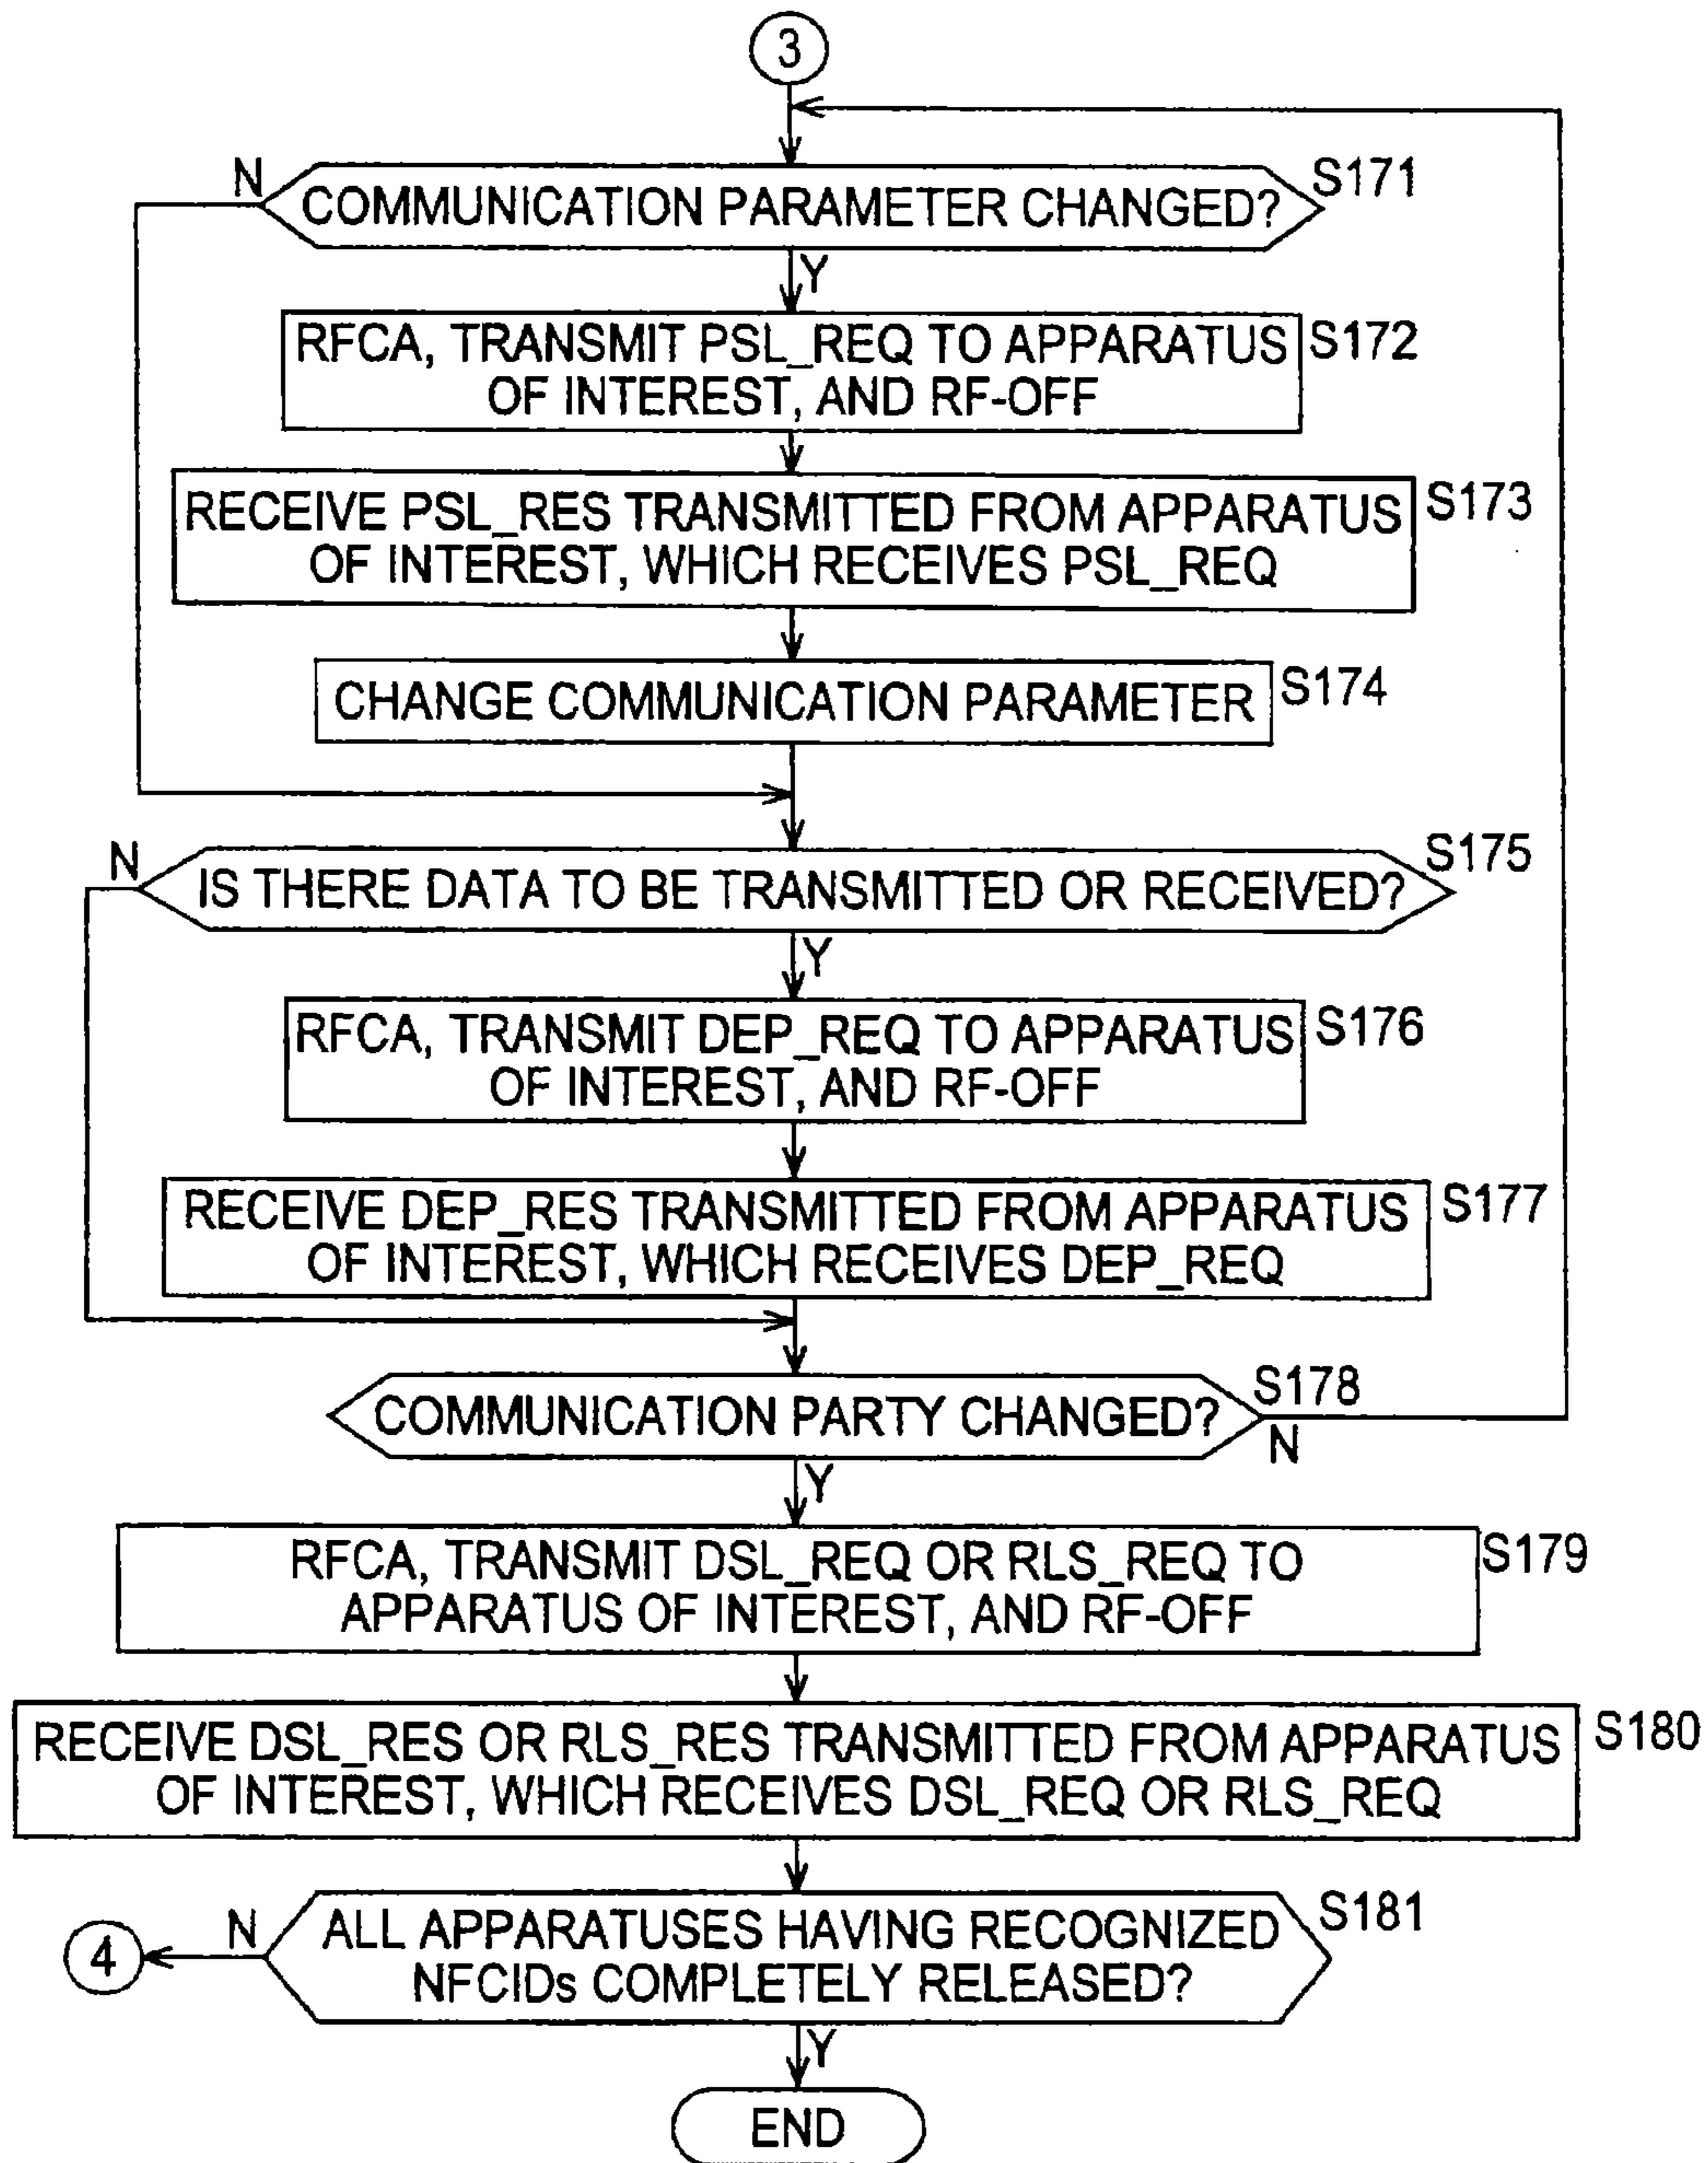 3
N
COMMUNICATION PARAMETER CHANGED?
S171
Y
RFCA, TRANSMIT PSL_REQ TO APPARATUS
OF INTEREST, AND RF-OFF
S172
RECEIVE PSL_RES TRANSMITTED FROM APPARATUS
OF INTEREST, WHICH RECEIVES PSL_REQ
S173
CHANGE COMMUNICATION PARAMETER
S174
N
IS THERE DATA TO BE TRANSMITTED OR RECEIVED?
S175
Y
RFCA, TRANSMIT DEP_REQ TO APPARATUS
OF INTEREST, AND RF-OFF
S176
RECEIVE DEP_RES TRANSMITTED FROM APPARATUS
OF INTEREST, WHICH RECEIVES DEP_REQ
S177
COMMUNICATION PARTY CHANGED?
S178
N
Y
RFCA, TRANSMIT DSL_REQ OR RLS_REQ TO
APPARATUS OF INTEREST, AND RF-OFF
S179
RECEIVE DSL_RES OR RLS_RES TRANSMITTED FROM APPARATUS
OF INTEREST, WHICH RECEIVES DSL_REQ OR RLS_REQ
S180
4
N
ALL APPARATUSES HAVING RECOGNIZED
NFCIDs COMPLETELY RELEASED?
S181
Y
END